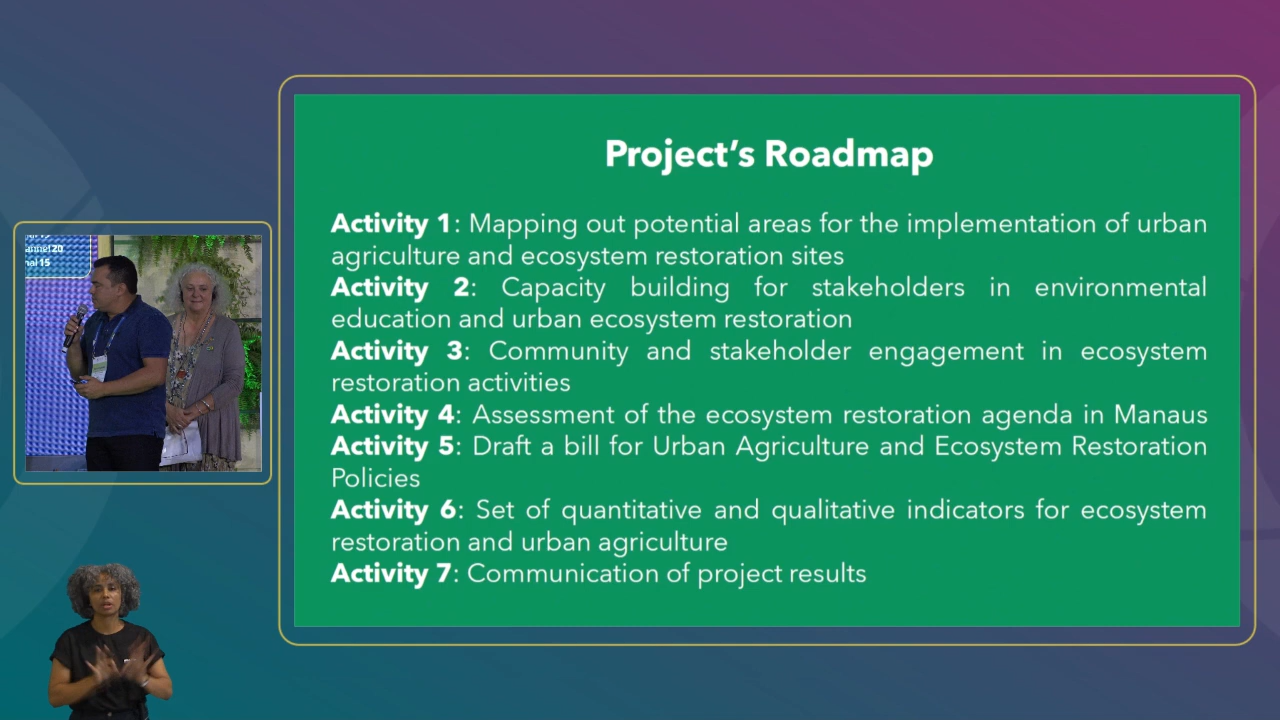 Project's Roadmap
Activity 1: Mapping out potential areas for the implementation of urban
agriculture and ecosystem restoration sites
Activity 2: Capacity building for stakeholders in environmental
education and urban ecosystem restoration
Activity 3: Community and stakeholder engagement in ecosystem
restoration activities
Activity 4: Assessment of the ecosystem restoration agenda in Manaus
Activity 5: Draft a bill for Urban Agriculture and Ecosystem Restoration
Policies
Activity 6: Set of quantitative and qualitative indicators for ecosystem
restoration and urban agriculture
Activity 7: Communication of project results
20
15